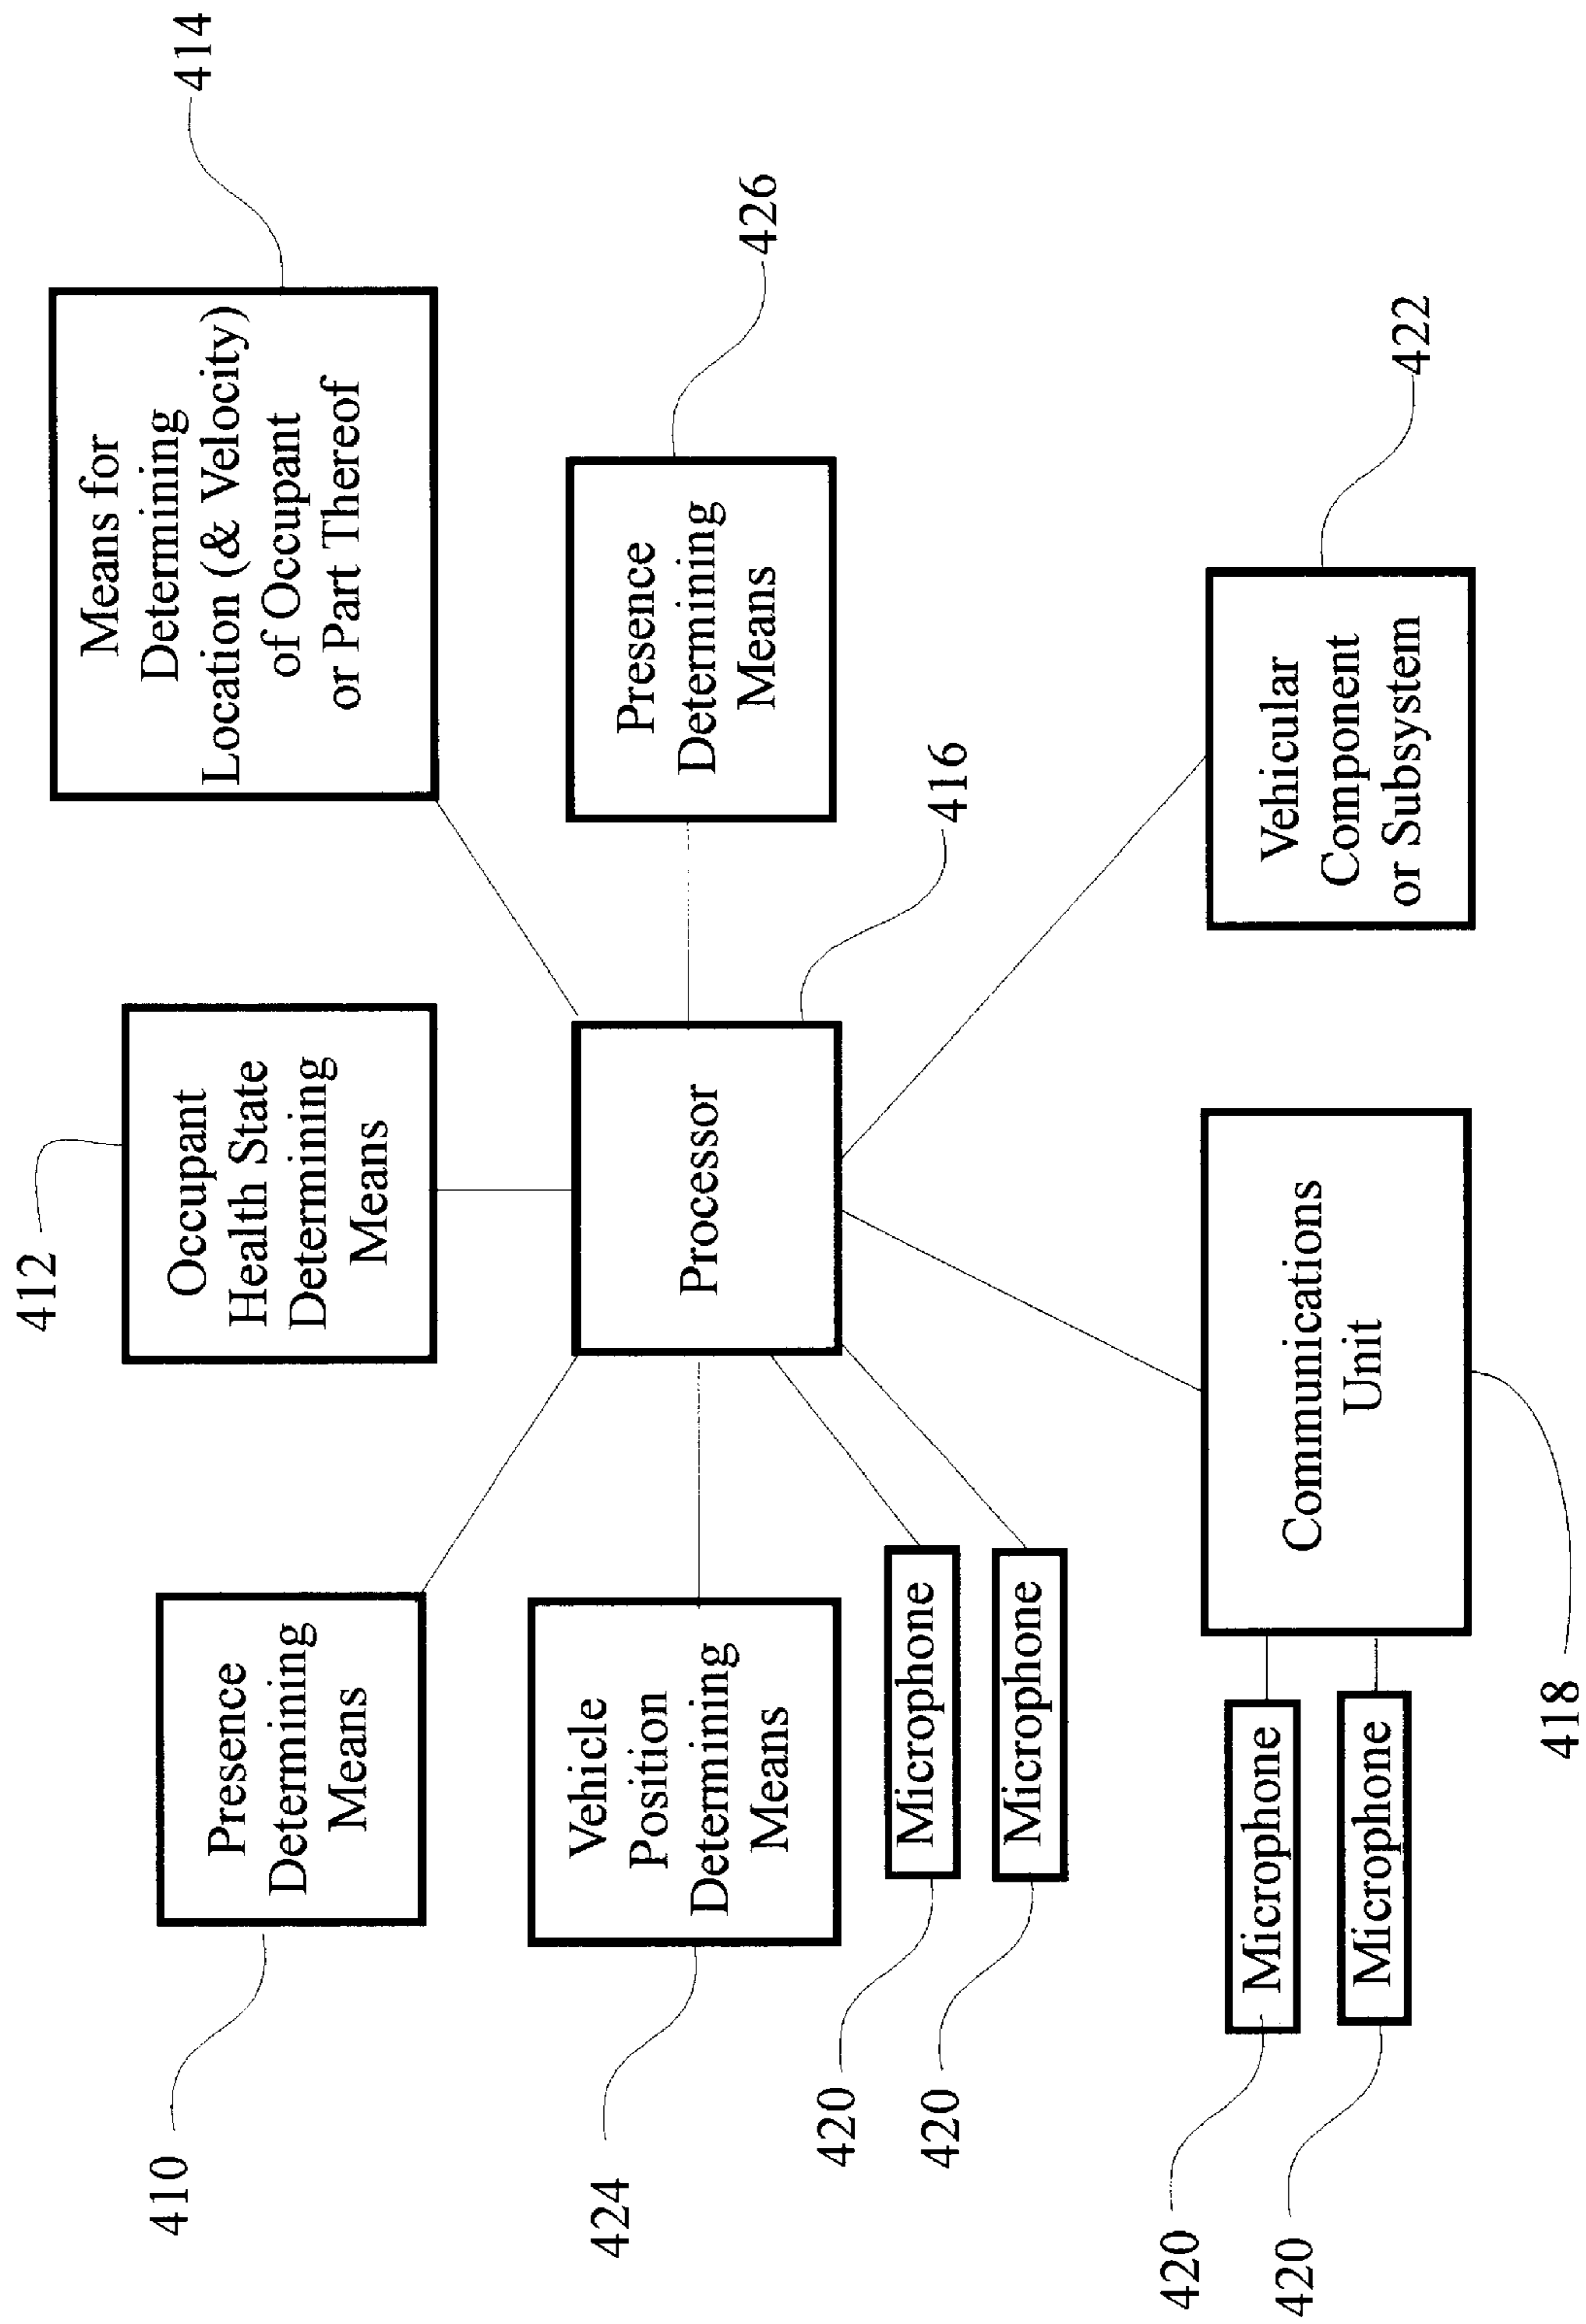 412
414
Occupant
Health State
Determining
Means
Means for
Determining
Location (& Velocity)
of Occupant
or Part Thereof
410
Presence
Determining
Means
424
Vehicle
Position
Determining
Means
Processor
416
Presence
Determining
Means
426
420
Microphone
420
Microphone
420
Microphone
420
Microphone
Communications
Unit
418
Vehicular
Component
or Subsystem
422